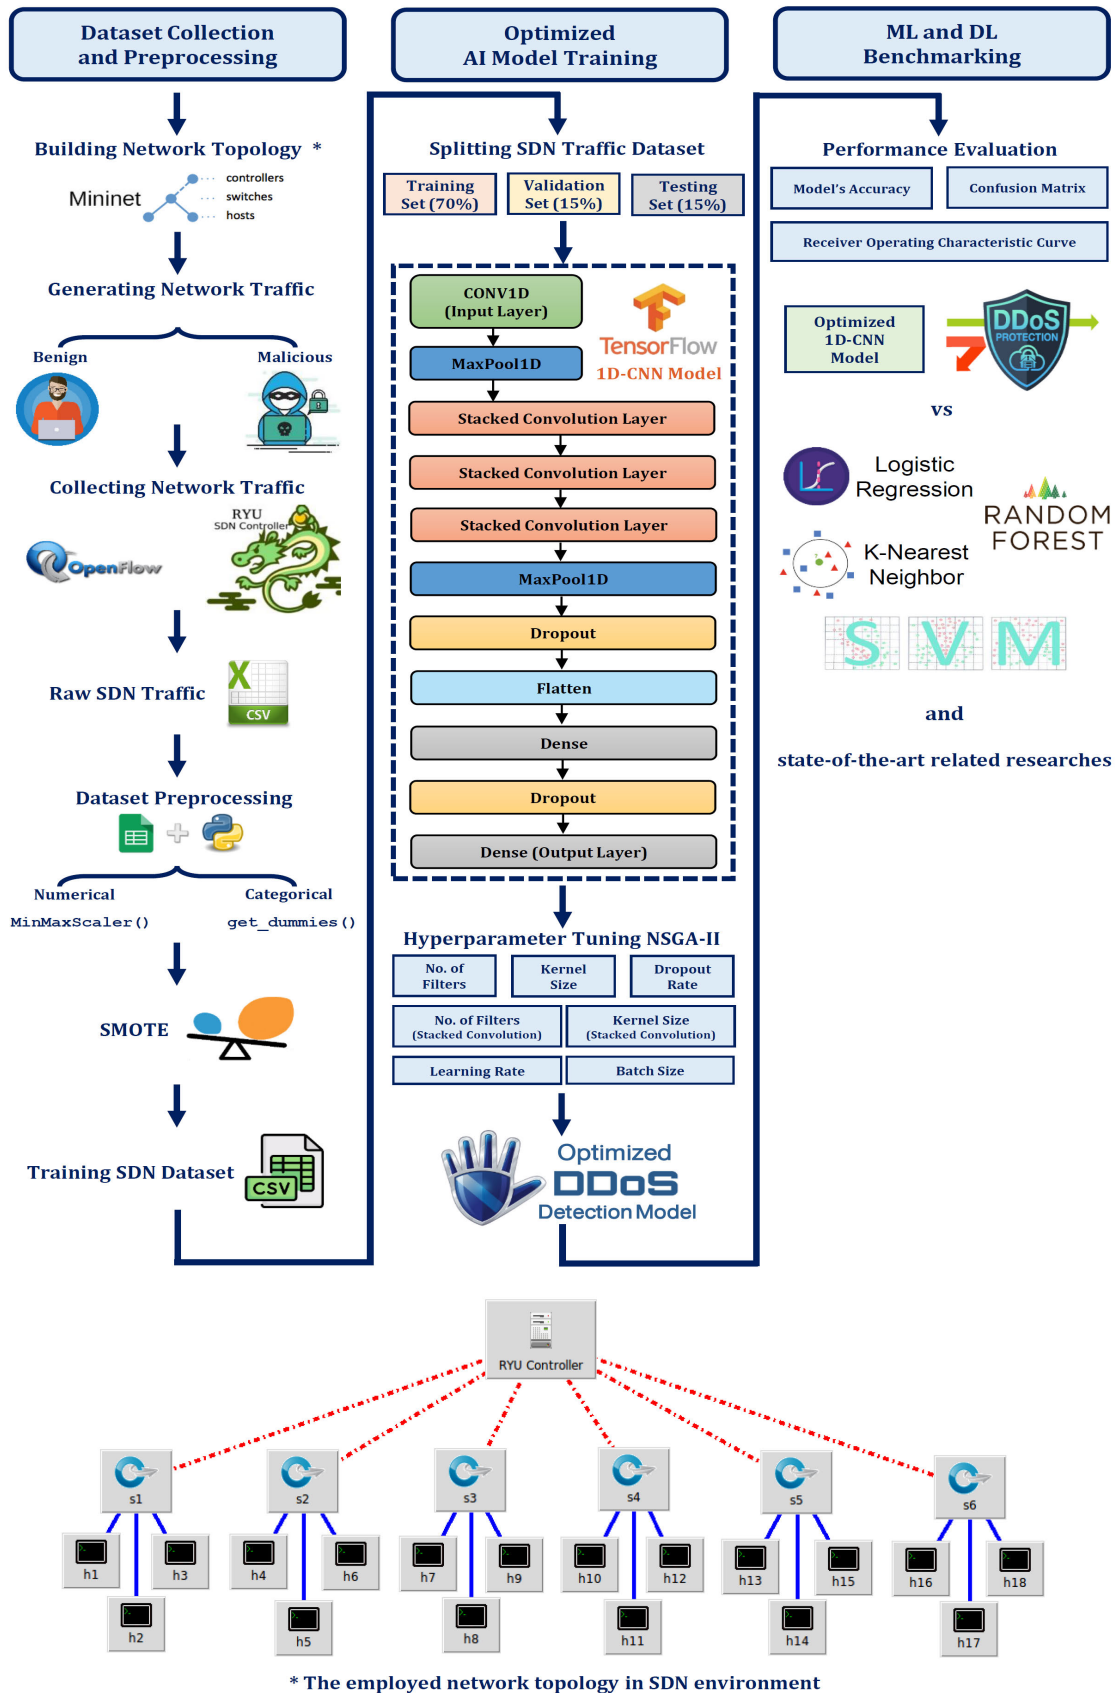 Dataset Collection
and Preprocessing
Building Network Topology *
Mininet
controllers
switches
hosts
Generating Network Traffic
Benign
Malicious
Collecting Network Traffic
OpenFlow
RYU
SDN Controller
Raw SDN Traffic
X
CSV
Dataset Preprocessing
Numerical
Categorical
MinMaxScaler()
get_dummies()
SMOTE
Training SDN Dataset
CSV
Optimized
AI Model Training
Splitting SDN Traffic Dataset
Training
Set (70%)
Validation
Set (15%)
Testing
Set (15%)
CONV1D
(Input Layer)
TensorFlow
1D-CNN Model
MaxPool1D
Stacked Convolution Layer
Stacked Convolution Layer
Stacked Convolution Layer
MaxPool1D
Dropout
Flatten
Dense
Dropout
Dense (Output Layer)
Hyperparameter Tuning NSGA-II
No. of
Filters
Kernel
Size
Dropout
Rate
No. of Filters
(Stacked Convolution)
Kernel Size
(Stacked Convolution)
Learning Rate
Batch Size
Optimized
DDoS
Detection Model
ML and DL
Benchmarking
Performance Evaluation
Model's Accuracy
Confusion Matrix
Receiver Operating Characteristic Curve
Optimized
1D-CNN
Model
DDoS
PROTECTION
vs
Logistic
Regression
RANDOM
FOREST
?
K-Nearest
Neighbor
SVM
and
state-of-the-art related researches
RYU Controller
s1
s2
s3
s4
s5
s6
h1
h3
h4
h6
h7
h9
h10
h12
h13
h15
h16
h18
h2
h5
h8
h11
h14
h17
* The employed network topology in SDN environment